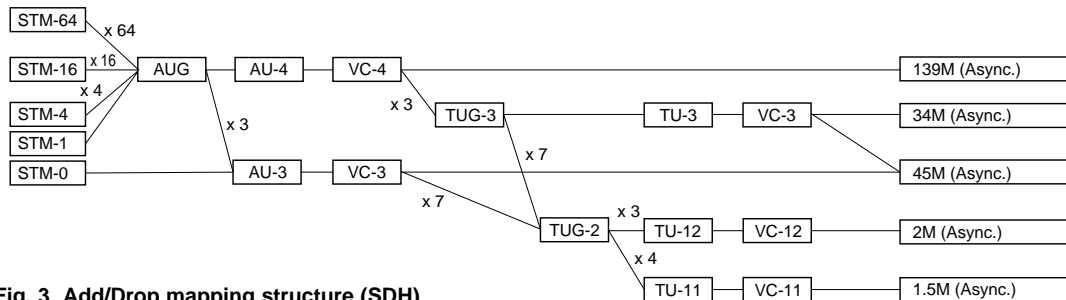 STM-64
x 64
STM-16
x 16
AUG
AU-4
VC-4
139M (Async.)
x 4
STM-4
x 3
TUG-3
TU-3
VC-3
34M (Async.)
x 3
STM-1
x 7
STM-0
AU-3
VC-3
45M (Async.)
x 7
TUG-2
x 3
TU-12
VC-12
2M (Async.)
x 4
TU-11
VC-11
1.5M (Async.)
Fig. 3 Add/Drop mapping structure (SDH)